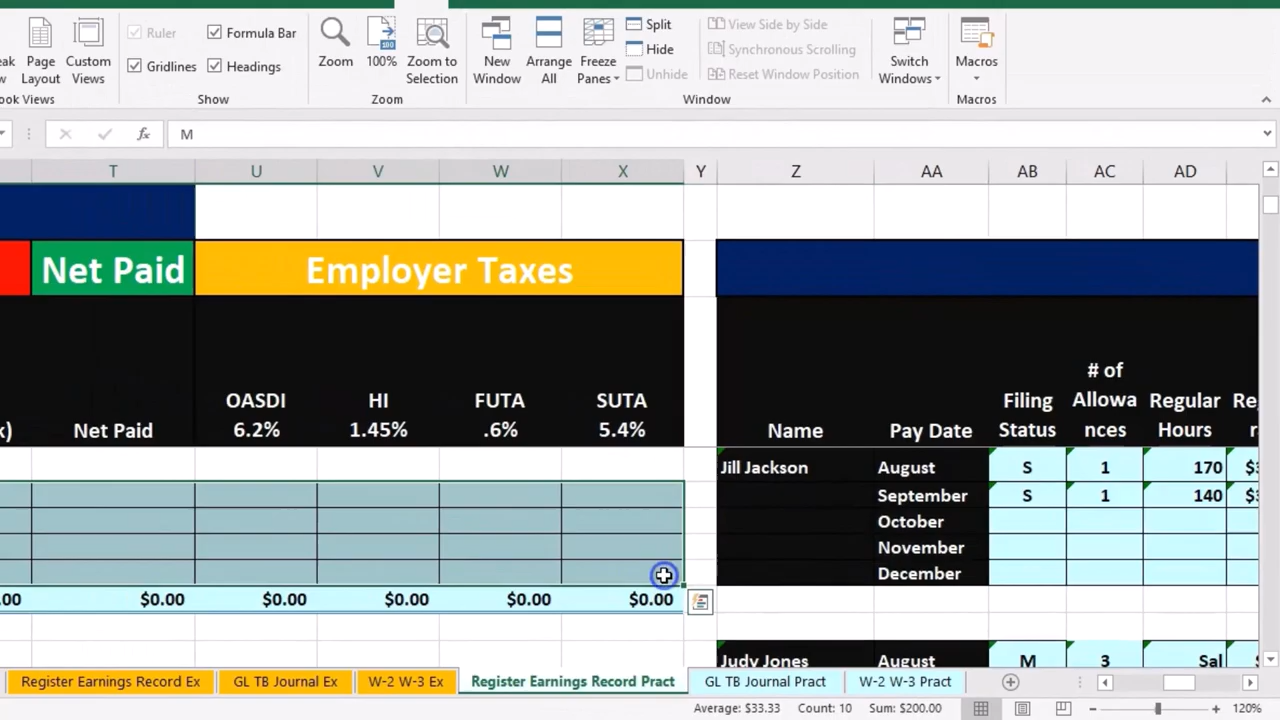 Page Layout
Custom Views
Ruler
Formula Bar
Gridlines
Headings
Show
Zoom
100%
Zoom to Selection
Zoom
New Window
Arrange All
Freeze Panes
Split
Hide
Unhide
View Side by Side
Synchronous Scrolling
Reset Window Position
Window
Switch Windows
Macros
Macros
fx M
T U V W X Y Z AA AB AC AD
Net Paid Employer Taxes
Net Paid
OASDI 6.2%
HI 1.45%
FUTA .6%
SUTA 5.4%
Name
Pay Date
Filing Status
# of Allowa nces
Regular Hours
Jill Jackson August S 1 170
September S 1 140
October
November
December
$0.00 $0.00 $0.00 $0.00 $0.00
Judy Jones August M 3 Sal
Register Earnings Record Ex GL TB Journal Ex W-2 W-3 Ex Register Earnings Record Pract GL TB Journal Pract W-2 W-3 Pract
Average: $33.33 Count: 10 Sum: $200.00 120%